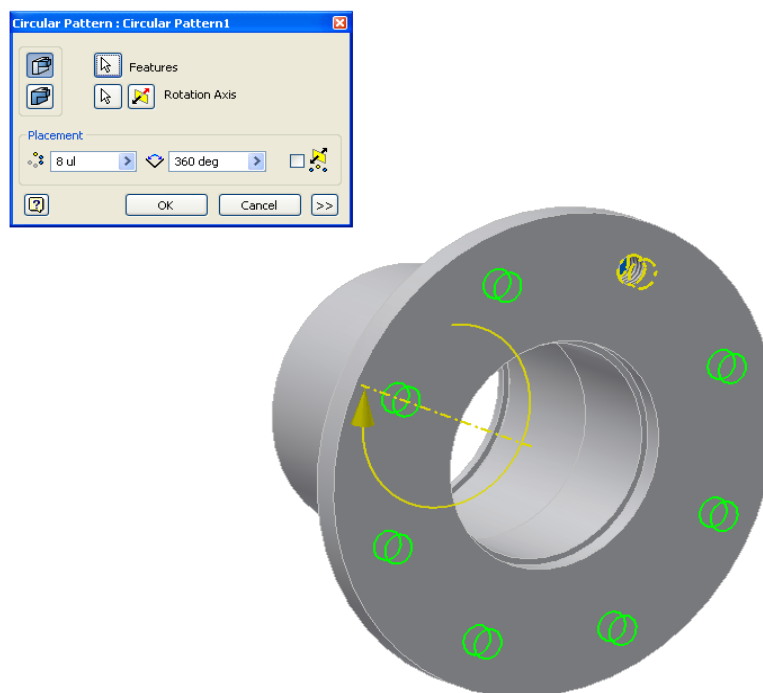 Circular Pattern : Circular Pattern1
Features
Rotation Axis
Placement
8 ul 360 deg
OK Cancel >>